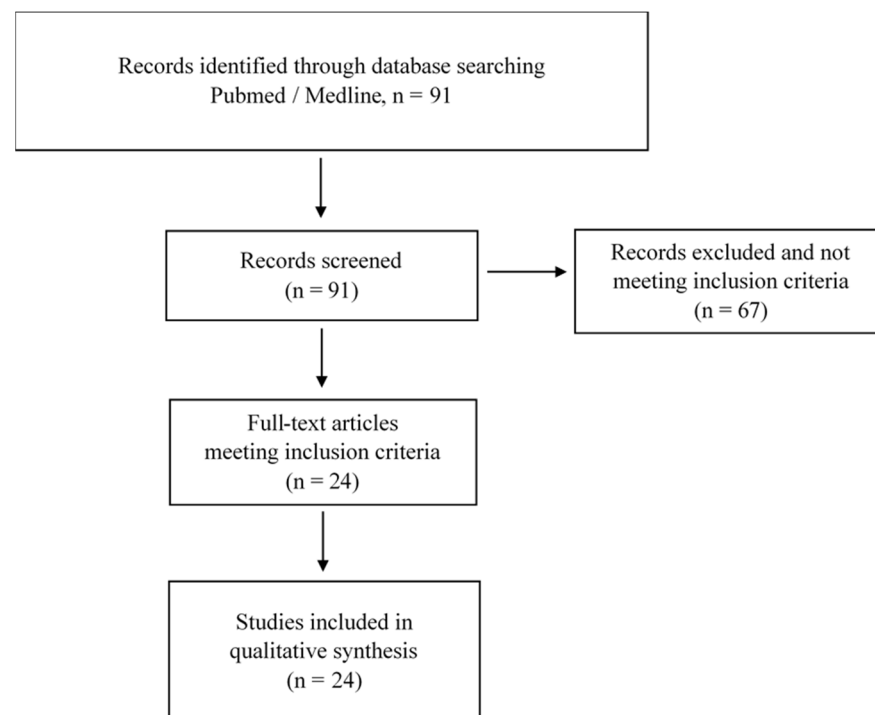 Records identified through database searching
Pubmed / Medline, n = 91
Records screened
(n = 91)
Records excluded and not
meeting inclusion criteria
(n = 67)
Full-text articles
meeting inclusion criteria
(n = 24)
Studies included in
qualitative synthesis
(n = 24)